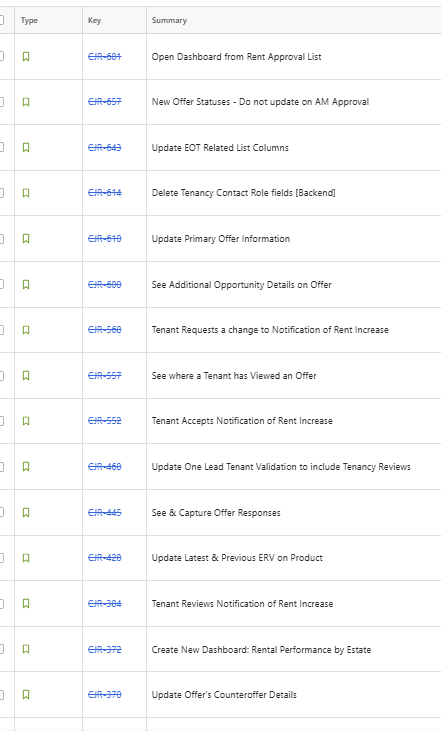 Type Key Summary
CJR-681 Open Dashboard from Rent Approval List
CJR-657 New Offer Statuses - Do not update on AM Approval
CJR-643 Update EOT Related List Columns
CJR-614 Delete Tenancy Contact Role fields [Backend]
CJR-610 Update Primary Offer Information
CJR-600 See Additional Opportunity Details on Offer
CJR-560 Tenant Requests a change to Notification of Rent Increase
CJR-557 See where a Tenant has Viewed an Offer
CJR-552 Tenant Accepts Notification of Rent Increase
CJR-460 Update One Lead Tenant Validation to include Tenancy Reviews
CJR-445 See & Capture Offer Responses
CJR-420 Update Latest & Previous ERV on Product
CJR-384 Tenant Reviews Notification of Rent Increase
CJR-372 Create New Dashboard: Rental Performance by Estate
CJR-370 Update Offer's Counteroffer Details